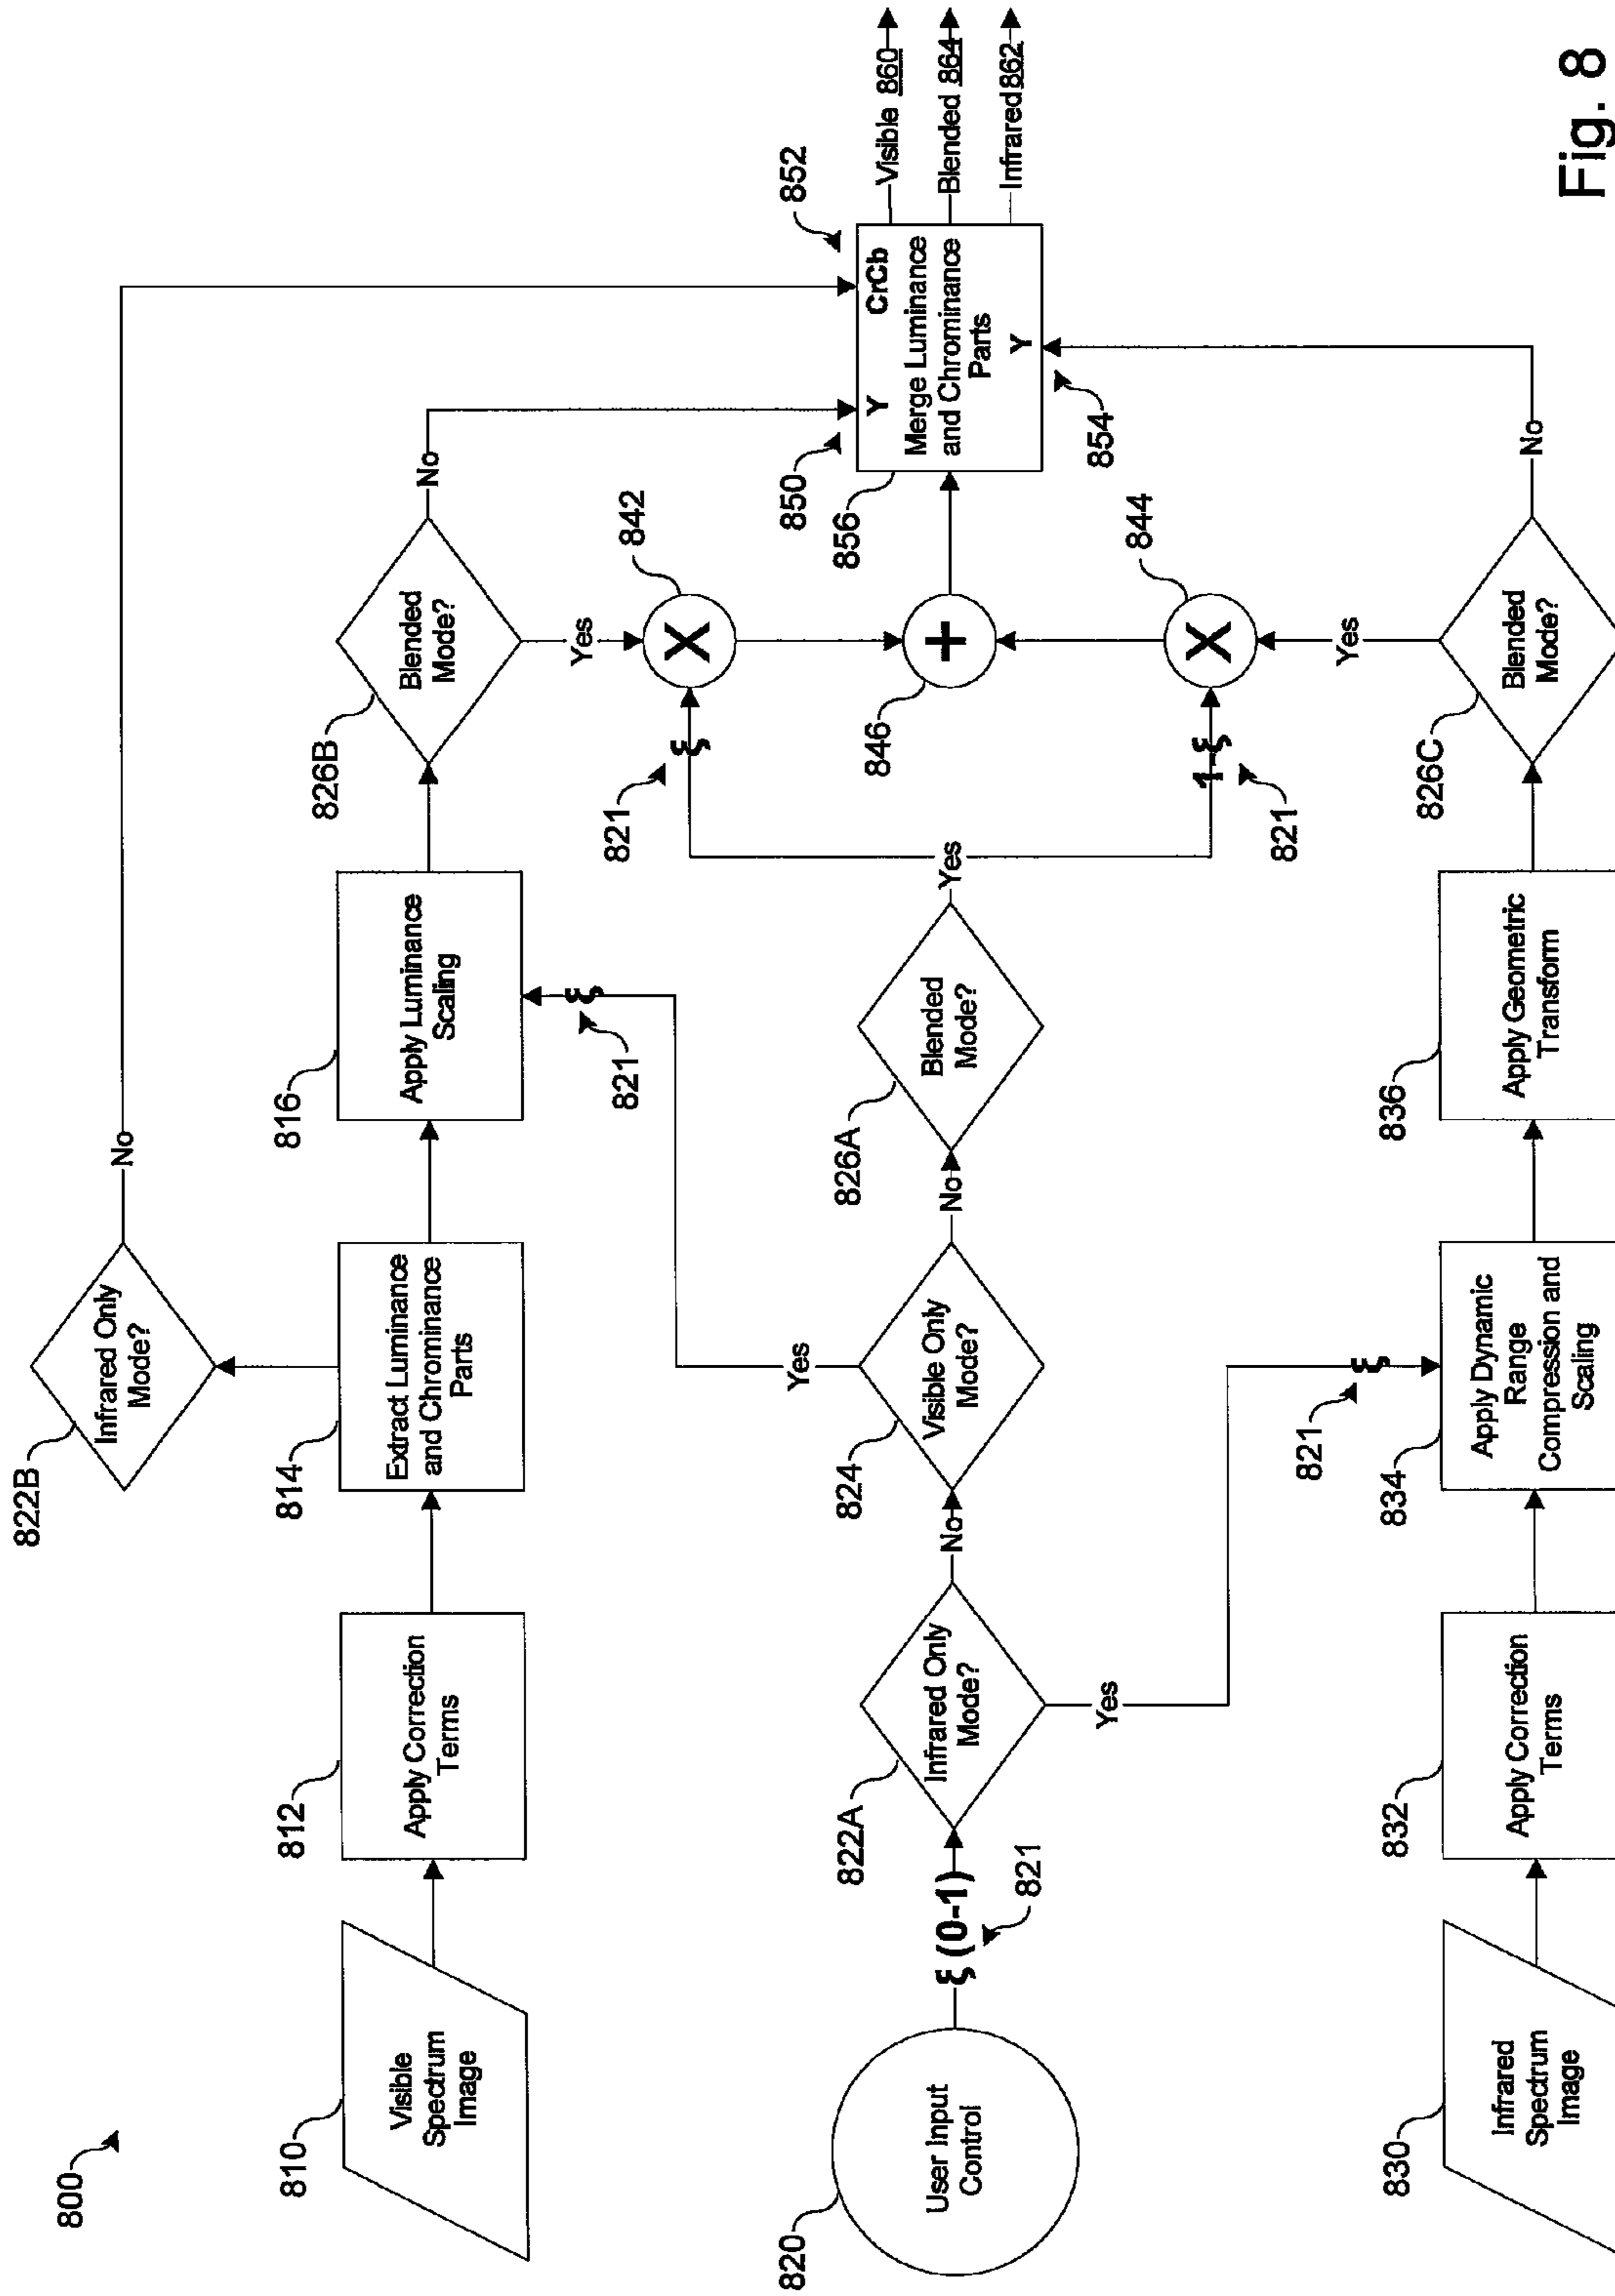 800
822B
Infrared Only
Mode?
No
810
Visible
Spectrum
Image
812
Apply Correction
Terms
814
Extract Luminance
and Chrominance
Parts
816
Apply Luminance
Scaling
826B
Blended
Mode?
No
Yes
821
ξ
821
ξ
842
X
820
User Input
Control
ξ (0-1)
821
822A
Infrared Only
Mode?
No
Yes
824
Visible Only
Mode?
Yes
No
826A
Blended
Mode?
Yes
846
+
850
852
856
Y
CrCb
Merge Luminance
and Chrominance
Parts
Y
854
Visible 860
Blended 864
Infrared 862
1-ξ
821
844
X
Yes
830
Infrared
Spectrum
Image
832
Apply Correction
Terms
821
ξ
834
Apply Dynamic
Range
Compression and
Scaling
836
Apply Geometric
Transform
826C
Blended
Mode?
No
Fig. 8